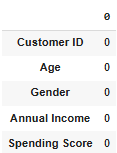 0
Customer ID 0
Age 0
Gender 0
Annual Income 0
Spending Score 0